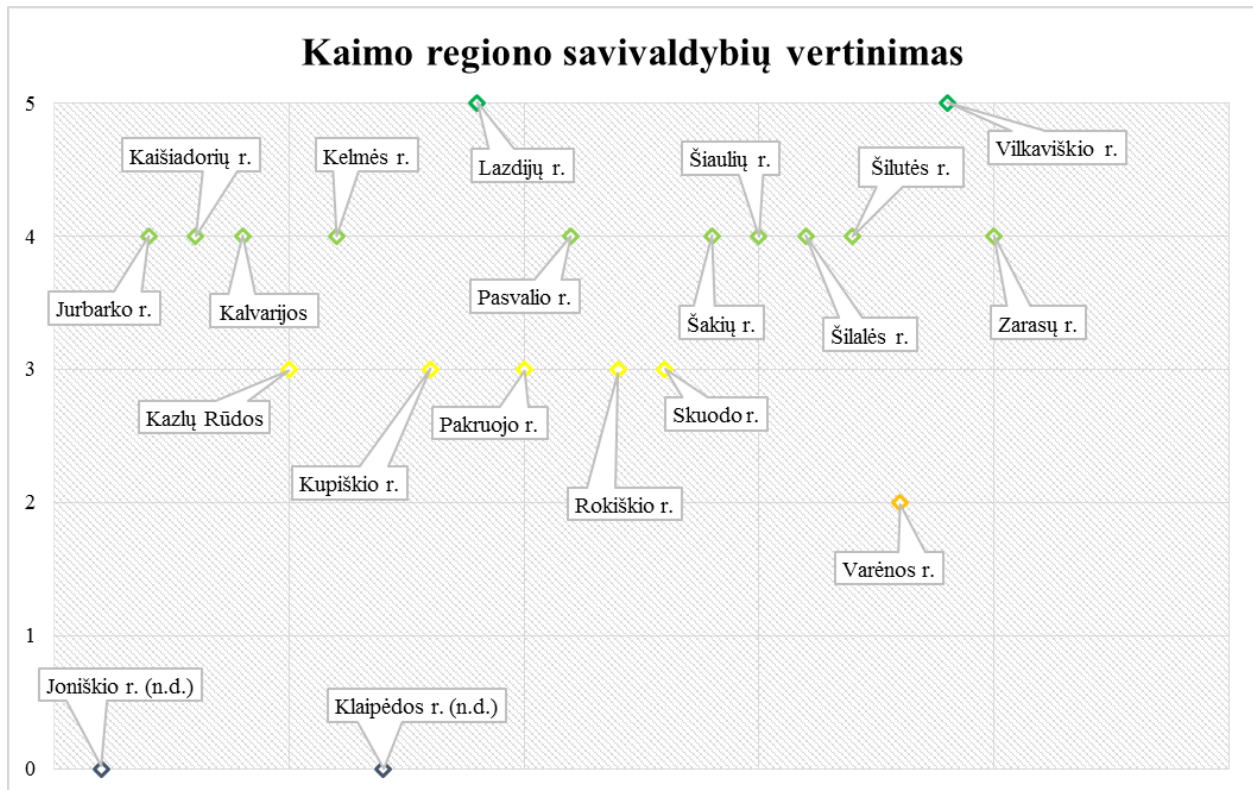 Kaimo regiono savivaldybių vertinimas
5
Kaišiadorių r.
Kelmės r.
Lazdijų r.
Šiaulių r.
Šilutės r.
Vilkaviškio r.
4
Jurbarko r.
Kalvarijos
Pasvalio r.
Šakių r.
Šilalės r.
Zarasų r.
3
Kazlų Rūdos
Kupiškio r.
Pakruojo r.
Rokiškio r.
Skuodo r.
2
Varėnos r.
1
Joniškio r. (n.d.)
Klaipėdos r. (n.d.)
0